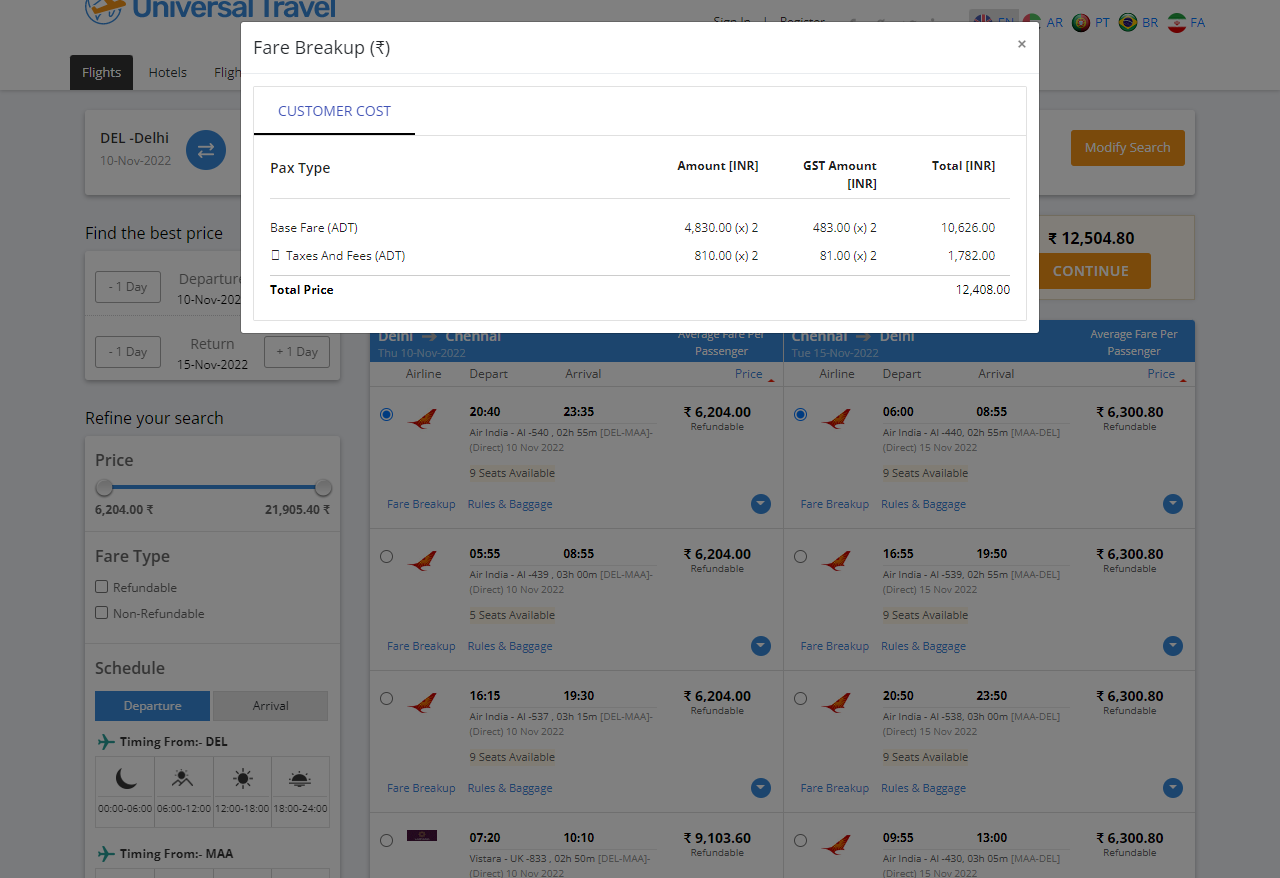 Universal Travel
Sign In | Register
EN AR PT BR FA
Flights Hotels Fligh
Fare Breakup (₹) ×
CUSTOMER COST
Pax Type Amount [INR] GST Amount [INR] Total [INR]
Base Fare (ADT) 4,830.00 (x) 2 483.00 (x) 2 10,626.00
Taxes And Fees (ADT) 810.00 (x) 2 81.00 (x) 2 1,782.00
Total Price 12,408.00
DEL -Delhi
10-Nov-2022
Modify Search
Find the best price
- 1 Day Departure
10-Nov-2022
- 1 Day Return + 1 Day
15-Nov-2022
₹ 12,504.80
CONTINUE
Refine your search
Price
6,204.00 ₹ 21,905.40 ₹
Fare Type
Refundable
Non-Refundable
Schedule
Departure Arrival
Timing From:- DEL
00:00-06:00 06:00-12:00 12:00-18:00 18:00-24:00
Timing From:- MAA
Delhi Chennai Average Fare Per
Thu 10-Nov-2022 Passenger
Airline Depart Arrival Price
20:40 23:35 ₹ 6,204.00
Air India - AI -540 , 02h 55m [DEL-MAA]- Refundable
(Direct) 10 Nov 2022
9 Seats Available
Fare Breakup Rules & Baggage
05:55 08:55 ₹ 6,204.00
Air India - AI -439 , 03h 00m [DEL-MAA]- Refundable
(Direct) 10 Nov 2022
5 Seats Available
Fare Breakup Rules & Baggage
16:15 19:30 ₹ 6,204.00
Air India - AI -537 , 03h 15m [DEL-MAA]- Refundable
(Direct) 10 Nov 2022
9 Seats Available
Fare Breakup Rules & Baggage
07:20 10:10 ₹ 9,103.60
Vistara - UK -833 , 02h 50m [DEL-MAA]- Refundable
(Direct) 10 Nov 2022
Chennai Delhi Average Fare Per
Tue 15-Nov-2022 Passenger
Airline Depart Arrival Price
06:00 08:55 ₹ 6,300.80
Air India - AI -440, 02h 55m [MAA-DEL] Refundable
(Direct) 15 Nov 2022
9 Seats Available
Fare Breakup Rules & Baggage
16:55 19:50 ₹ 6,300.80
Air India - AI -539, 02h 55m [MAA-DEL] Refundable
(Direct) 15 Nov 2022
9 Seats Available
Fare Breakup Rules & Baggage
20:50 23:50 ₹ 6,300.80
Air India - AI -538, 03h 00m [MAA-DEL] Refundable
(Direct) 15 Nov 2022
9 Seats Available
Fare Breakup Rules & Baggage
09:55 13:00 ₹ 6,300.80
Air India - AI -430, 03h 05m [MAA-DEL] Refundable
(Direct) 15 Nov 2022